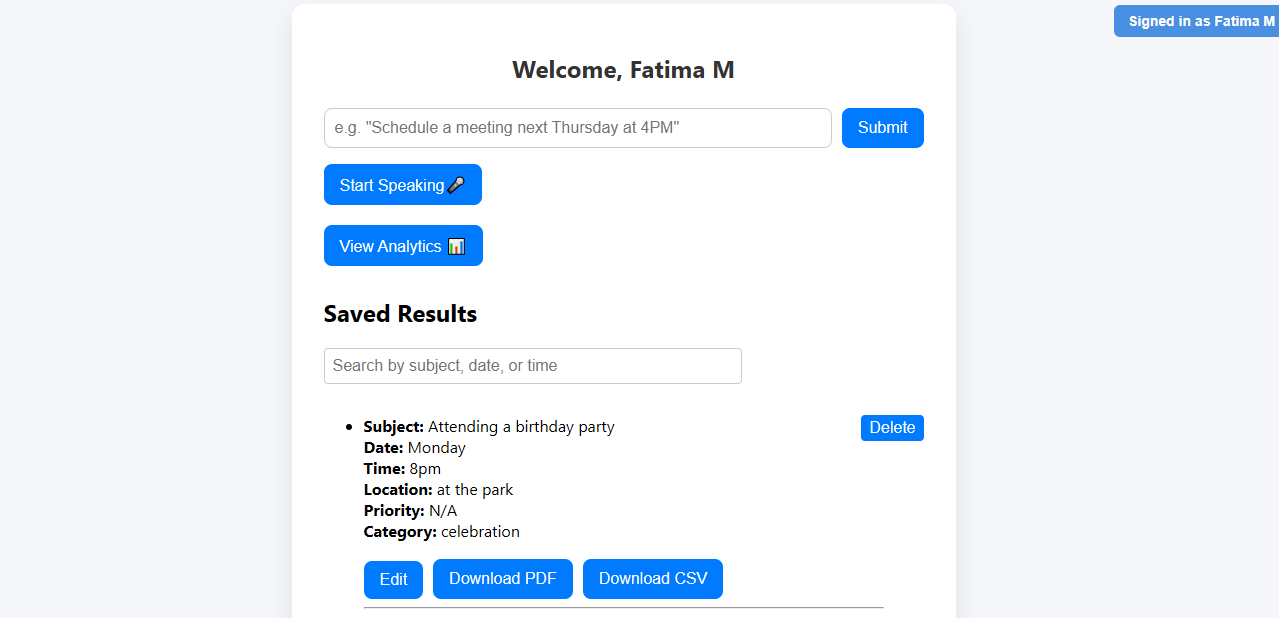 Signed in as Fatima M
Welcome, Fatima M
e.g. "Schedule a meeting next Thursday at 4PM"
Submit
Start Speaking🎤
View Analytics 📊
Saved Results
Search by subject, date, or time
Subject: Attending a birthday party
Delete
Date: Monday
Time: 8pm
Location: at the park
Priority: N/A
Category: celebration
Edit
Download PDF
Download CSV